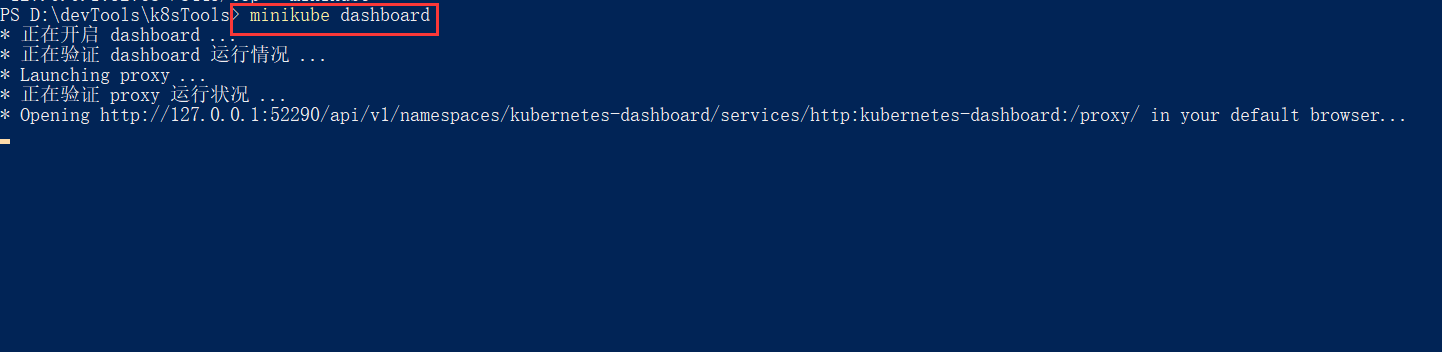 PS D:\devTools\k8sTools> minikube dashboard
* 正在开启 dashboard ...
* 正在验证 dashboard 运行情况 ...
* Launching proxy ...
* 正在验证 proxy 运行状况 ...
* Opening http://127.0.0.1:52290/api/v1/namespaces/kubernetes-dashboard/services/http:kubernetes-dashboard:/proxy/ in your default browser...